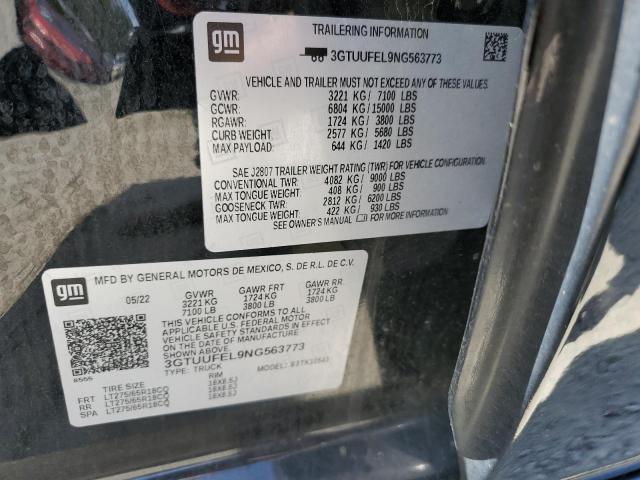 gm
TRAILERING INFORMATION
3GTUUFEL9NG563773
VEHICLE AND TRAILER MUST NOT EXCEED ANY OF THESE VALUES.
GVWR: 3221 KG/ 7100 LBS
GCWR: 6804 KG/ 15000 LBS
RGAWR: 1724 KG/ 3800 LBS
CURB WEIGHT: 2577 KG/ 5680 LBS
MAX PAYLOAD: 644 KG/ 1420 LBS
SAE J2807 TRAILER WEIGHT RATING (TWR) FOR VEHICLE CONFIGURATION.
CONVENTIONAL TWR: 4082 KG/ 9000 LBS
MAX TONGUE WEIGHT: 408 KG/ 900 LBS
GOOSENECK TWR: 2812 KG/ 6200 LBS
MAX TONGUE WEIGHT: 422 KG/ 930 LBS
SEE OWNER'S MANUAL FOR MORE INFORMATION
gm
MFD BY GENERAL MOTORS DE MEXICO, S. DE R.L. DE C.V.
05/22 GVWR GAWR FRT GAWR RR
3221 KG 1724 KG 1724 KG
7100 LB 3800 LB 3800 LB
THIS VEHICLE CONFORMS TO ALL
APPLICABLE U.S. FEDERAL MOTOR
VEHICLE SAFETY STANDARDS IN EFFECT
ON THE DATE OF MANUFACTURE SHOWN ABOVE.
3GTUUFEL9NG563773
TYPE: TRUCK MODEL:
TIRE SIZE RIM
FRT LT275/65R18CQ 18X8.5J
RR LT275/65R18CQ 18X8.5J
SPA LT275/65R18CQ 18X8.5J